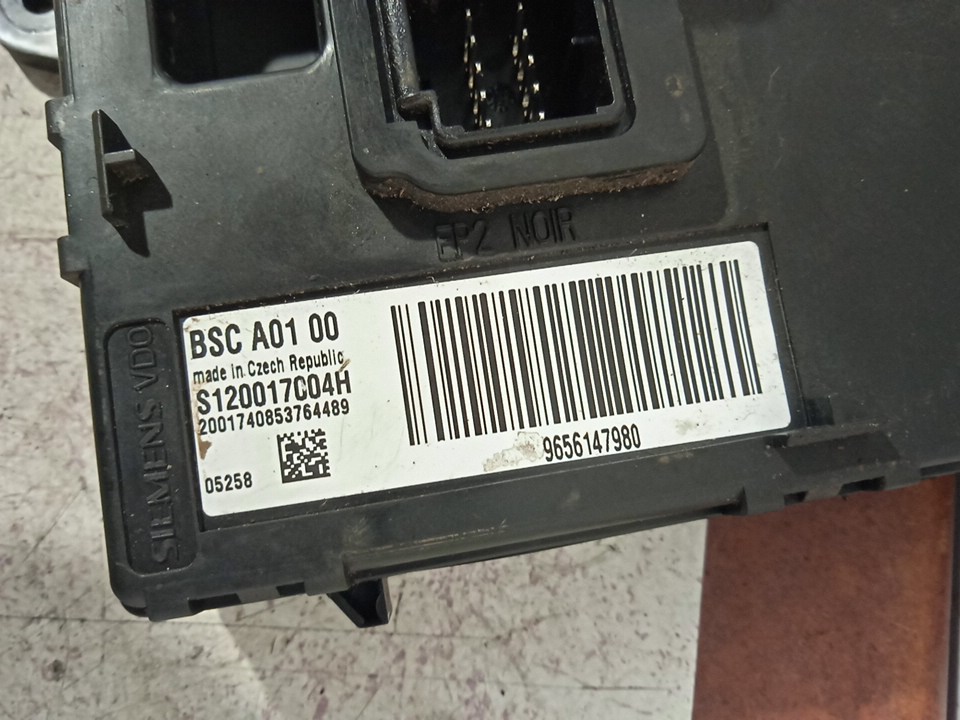 EP2 NOIR
SIEMENS VDO
BSC A01 00
made in Czech Republic
S120017C04H
2001740853764489
05258
9656147980